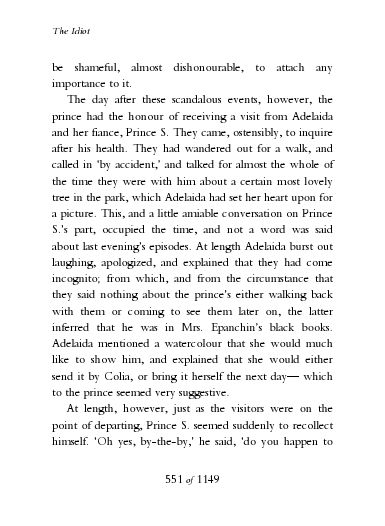 The Idiot
be shameful, almost dishonourable, to attach any
importance to it.
The day after these scandalous events, however, the
prince had the honour of receiving a visit from Adelaida
and her fiance, Prince S. They came, ostensibly, to inquire
after his health. They had wandered out for a walk, and
called in 'by accident,' and talked for almost the whole of
the time they were with him about a certain most lovely
tree in the park, which Adelaida had set her heart upon for
a picture. This, and a little amiable conversation on Prince
S.'s part, occupied the time, and not a word was said
about last evening's episodes. At length Adelaida burst out
laughing, apologized, and explained that they had come
incognito; from which, and from the circumstance that
they said nothing about the prince's either walking back
with them or coming to see them later on, the latter
inferred that he was in Mrs. Epanchin's black books.
Adelaida mentioned a watercolour that she would much
like to show him, and explained that she would either
send it by Colia, or bring it herself the next day— which
to the prince seemed very suggestive.
At length, however, just as the visitors were on the
point of departing, Prince S. seemed suddenly to recollect
himself. 'Oh yes, by-the-by,' he said, 'do you happen to
551 of 1149